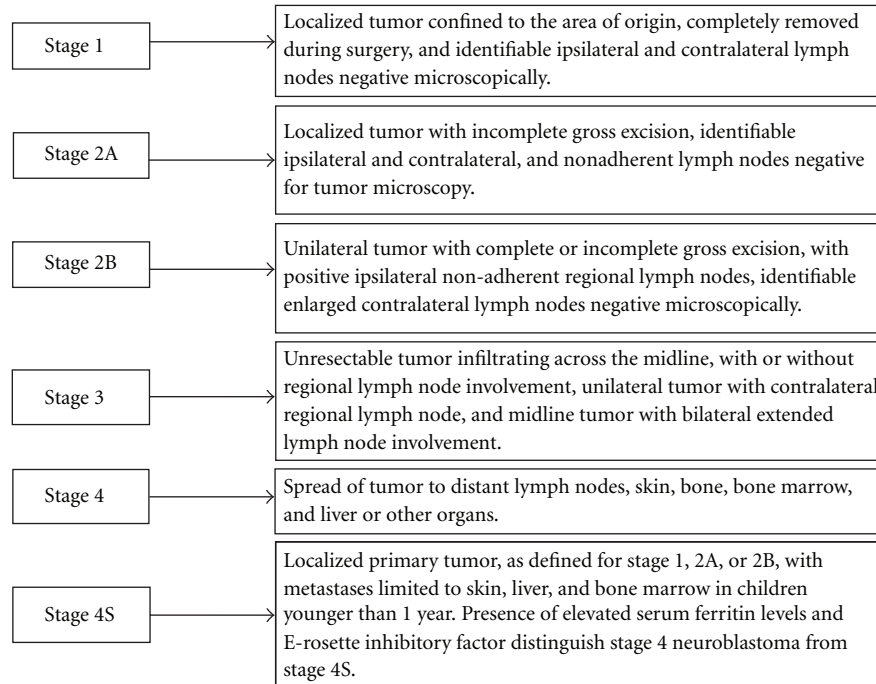 Stage 1
Localized tumor confined to the area of origin, completely removed
during surgery, and identifiable ipsilateral and contralateral lymph
nodes negative microscopically.
Stage 2A
Localized tumor with incomplete gross excision, identifiable
ipsilateral and contralateral, and nonadherent lymph nodes negative
for tumor microscopy.
Stage 2B
Unilateral tumor with complete or incomplete gross excision, with
positive ipsilateral non-adherent regional lymph nodes, identifiable
enlarged contralateral lymph nodes negative microscopically.
Stage 3
Unresectable tumor infiltrating across the midline, with or without
regional lymph node involvement, unilateral tumor with contralateral
regional lymph node, and midline tumor with bilateral extended
lymph node involvement.
Stage 4
Spread of tumor to distant lymph nodes, skin, bone, bone marrow,
and liver or other organs.
Stage 4S
Localized primary tumor, as defined for stage 1, 2A, or 2B, with
metastases limited to skin, liver, and bone marrow in children
younger than 1 year. Presence of elevated serum ferritin levels and
E-rosette inhibitory factor distinguish stage 4 neuroblastoma from
stage 4S.